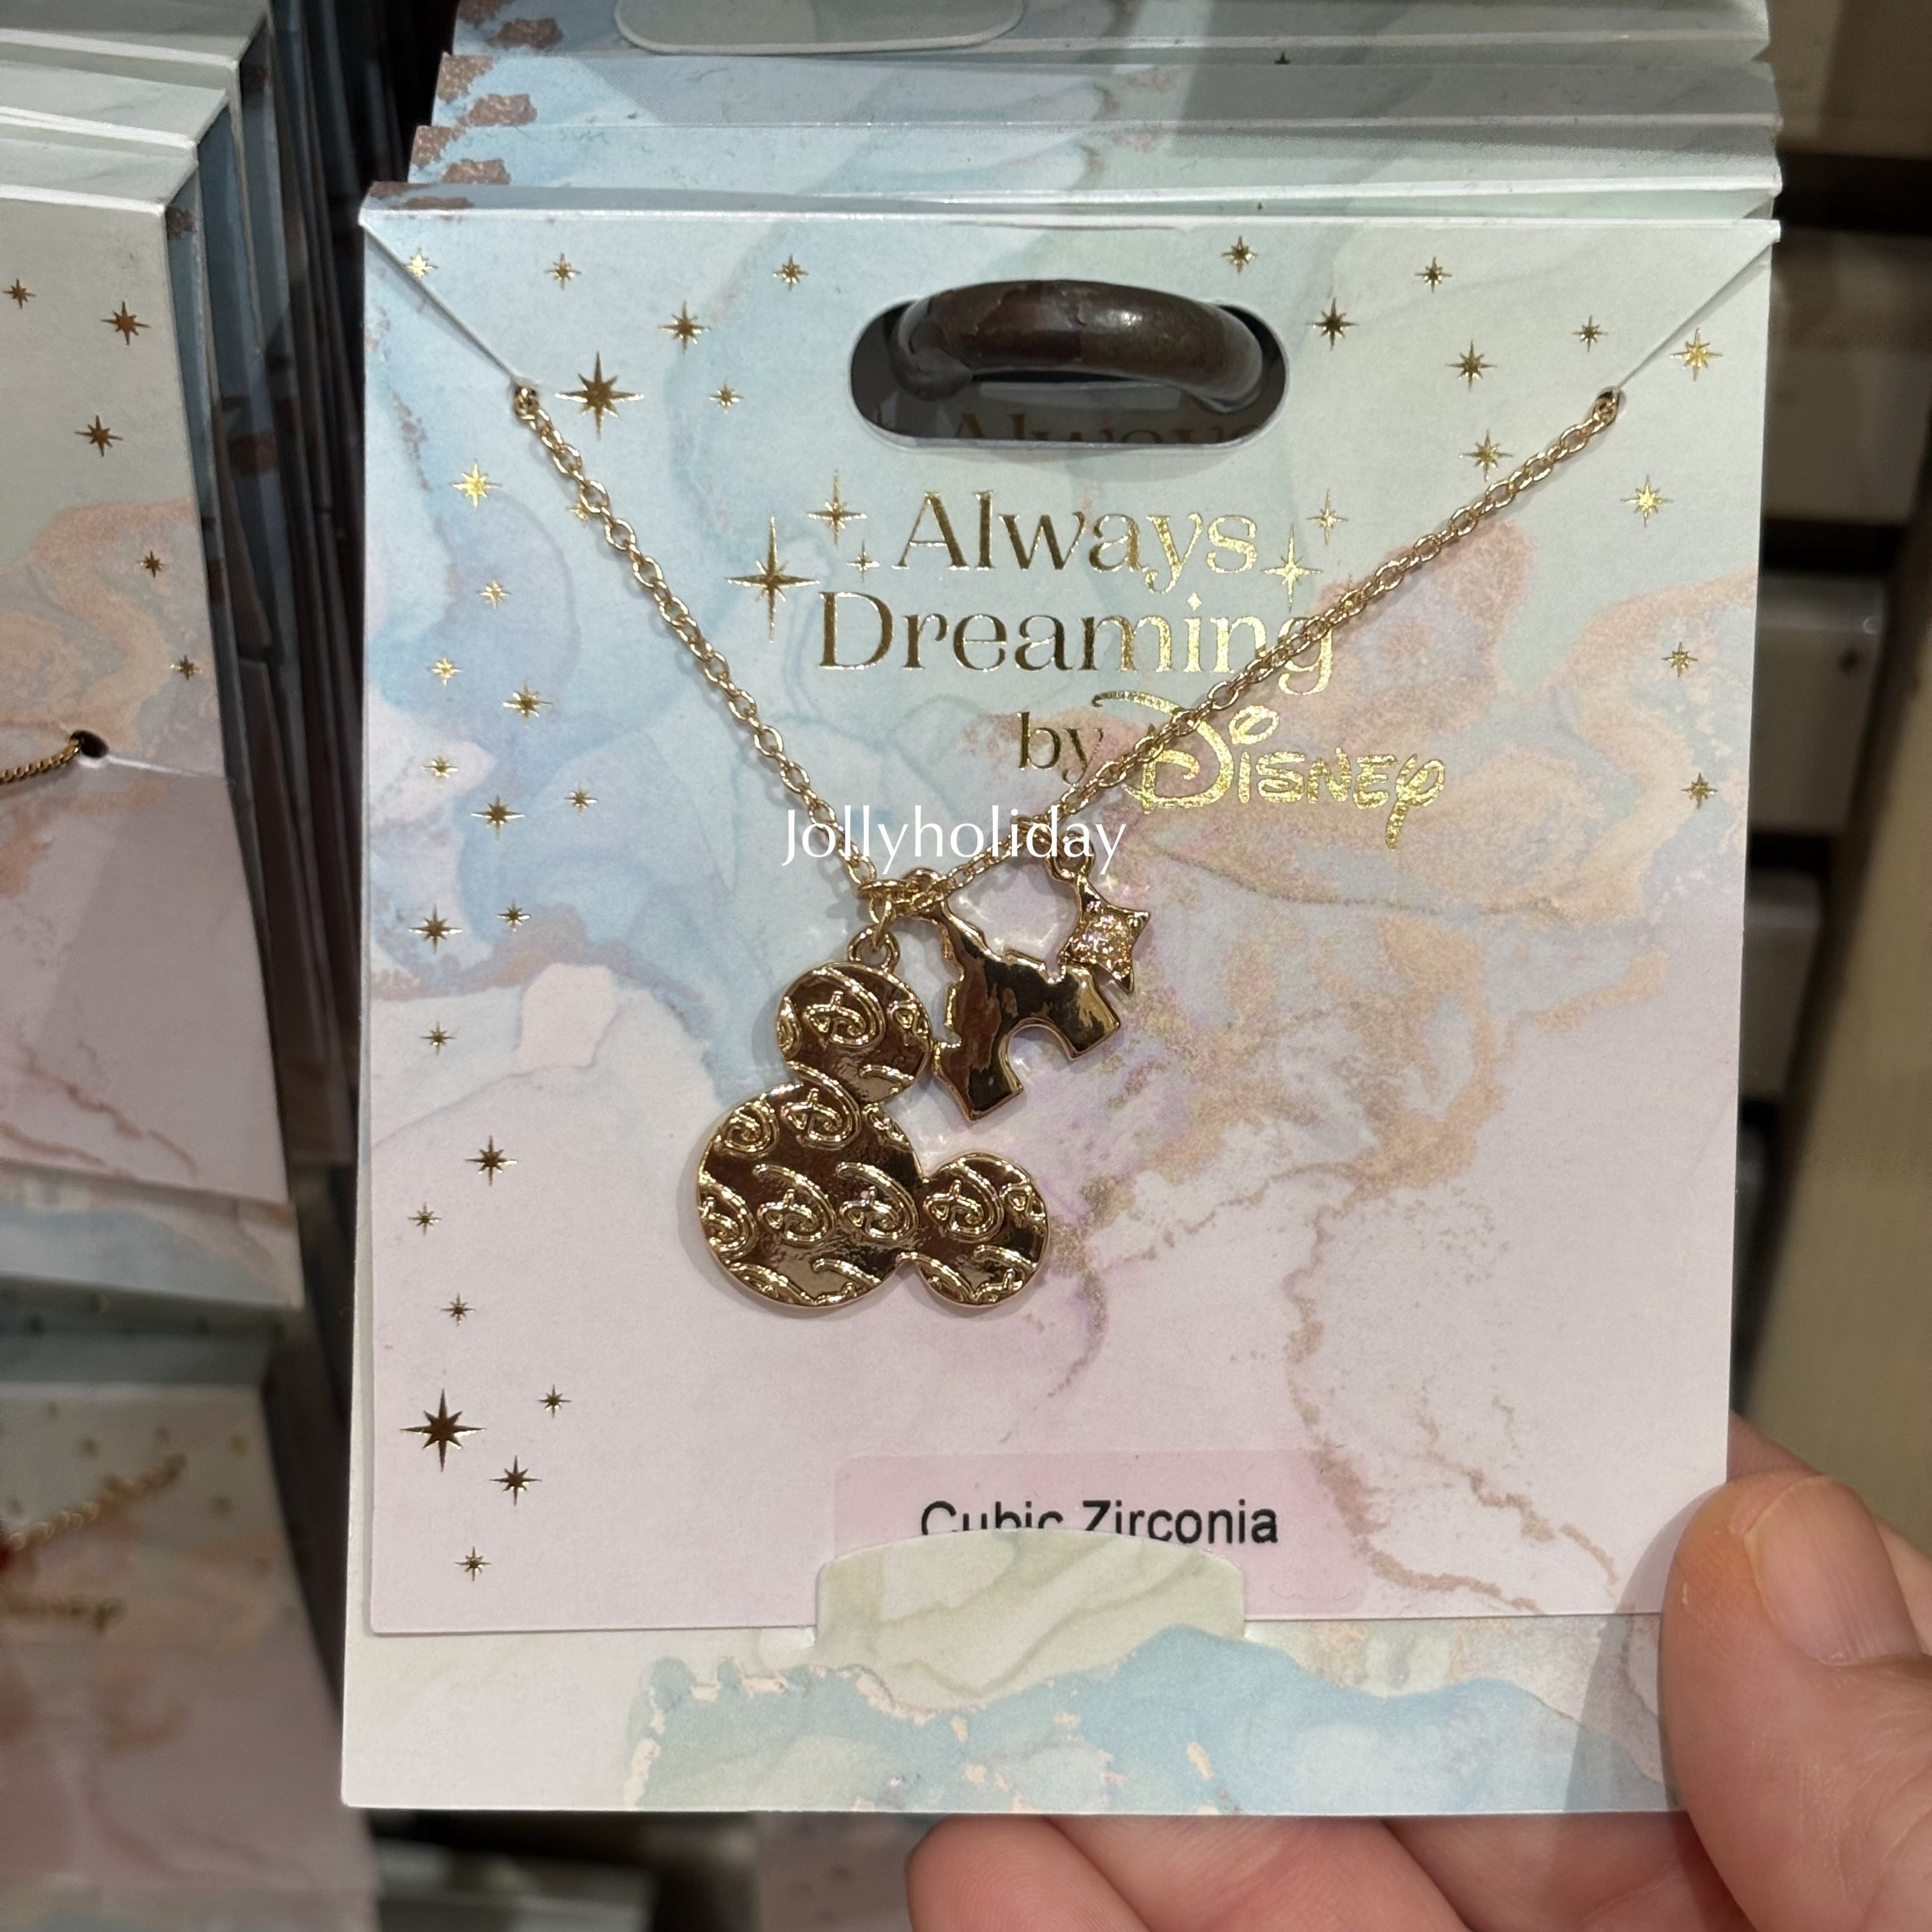 Always
Dreaming
by Disney
Jollyholiday
Cubic Zirconia